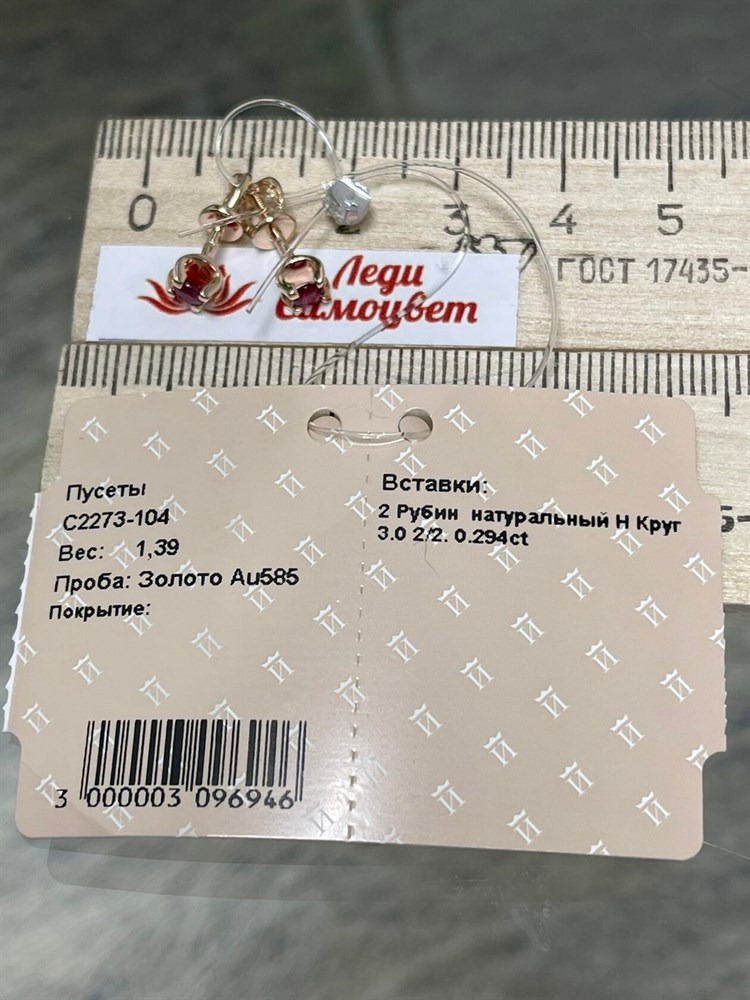 0 3 4 5
ГОСТ 17435-
Леди
Самоцвет
Пусеты
С2273-104
Вес: 1,39
Проба: Золото Au585
Покрытие:
Вставки:
2 Рубин натуральный Н Круг
3.0 2/2. 0.294ct
5-
3 000003 096946